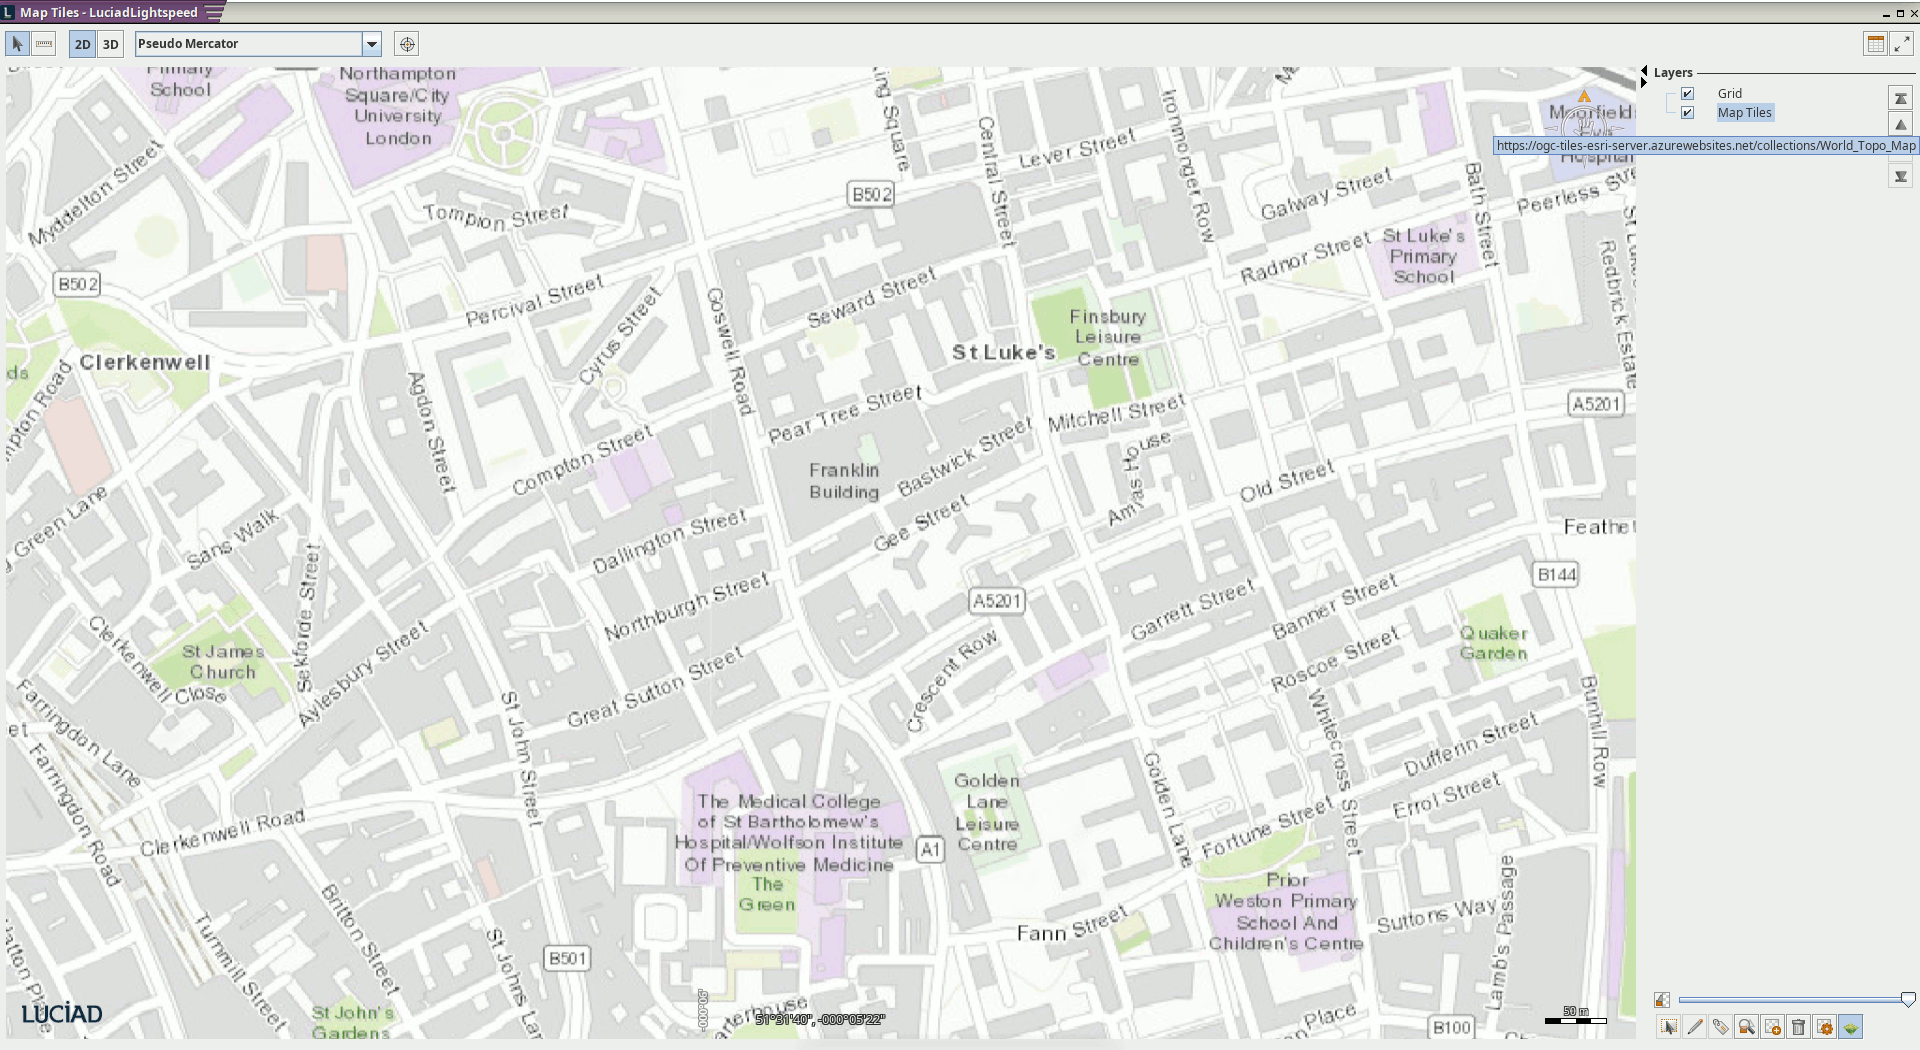 Map Tiles - LuciadLightspeed
2D
3D
Pseudo Mercator
Layers
Grid
Map Tiles
https://ogc-tiles-esri-server.azurewebsites.net/collections/World_Topo_Map
Primary
School
Northampton
Square/City
University
London
Myddelton Street
Tompion Street
B502
Central Street
Lever Street
Ironmonger Row
Galway Street
Bath Street
Peerless
Moorfields
Eye
Hospital
St Luke's
Primary
School
Radnor Street
Redbrick Estate
B502
Percival Street
Cyrus Street
Goswell Road
Seward Street
Finsbury
Leisure
Centre
St Luke's
Clerkenwell
ds
Agdon Street
Compton Street
Pear Tree Street
Mitchell Street
A5201
Franklin
Building
Bastwick Street
Gee Street
Old Street
Green Lane
Sans Walk
Dallington Street
Sekforde Street
Northburgh Street
A5201
Garrett Street
Banner Street
B144
Quaker
Garden
Clerkenwell Close
St James
Church
Aylesbury Street
Great Sutton Street
Crescent Row
Roscoe Street
Whitecross Street
Bunhill Row
Dufferin Street
Errol Street
et
Farringdon Lane
Farringdon Road
St John Street
Clerkenwell Road
The Medical College
of St Bartholomew's
Hospital/Wolfson Institute
Of Preventive Medicine
The
Green
A1
Golden
Lane
Leisure
Centre
Golden Lane
Fortune Street
Prior
Weston Primary
School And
Children's Centre
Suttons Way
Lamb's Passage
Fann Street
Britton Street
Turnmill Street
St Johns Lan
B501
St John's
Gardens
Place
B100
LUCIAD
51°31'40", -000°05'22"
50 m